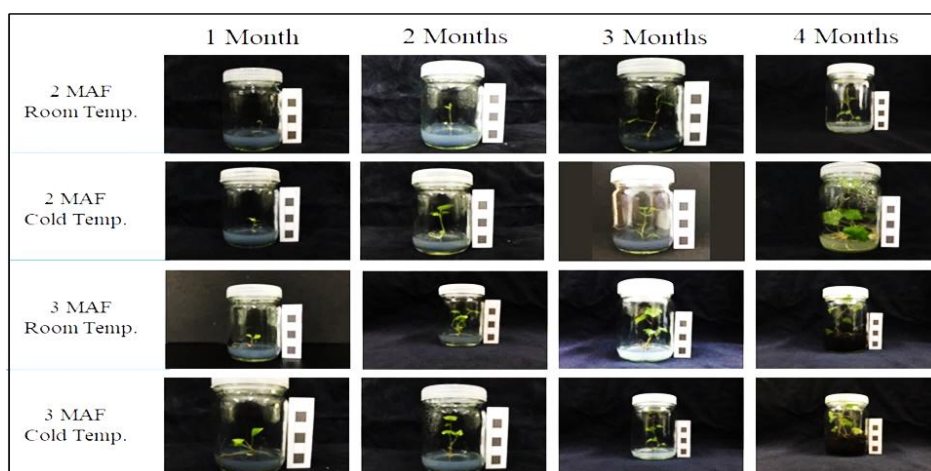 1 Month 2 Months 3 Months 4 Months
2 MAF
Room Temp.
2 MAF
Cold Temp.
3 MAF
Room Temp.
3 MAF
Cold Temp.